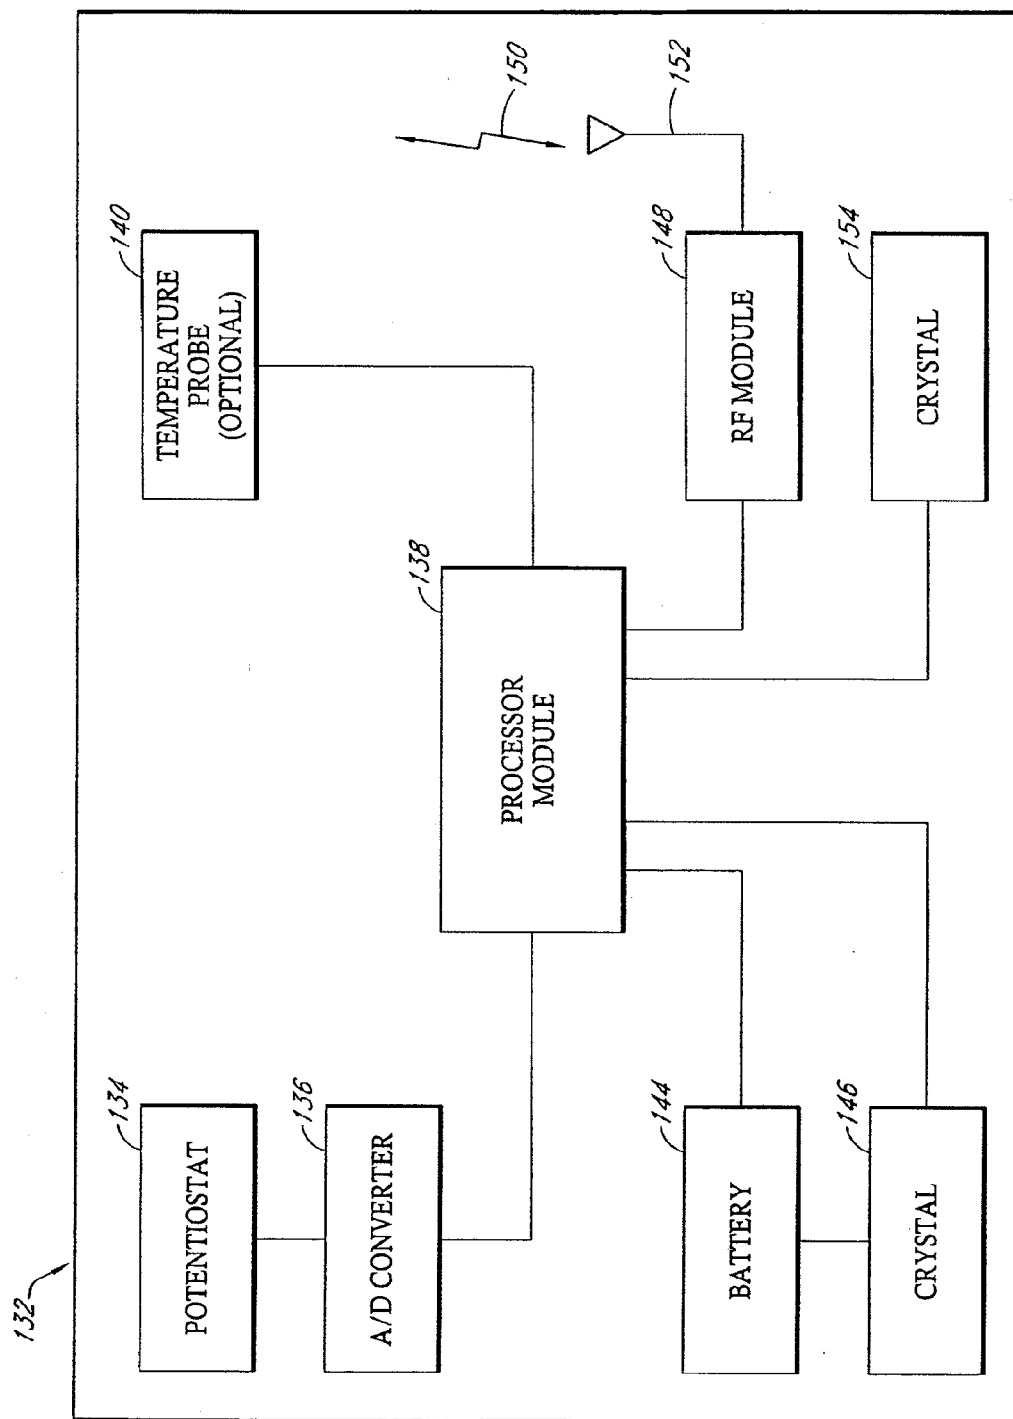 132
134
POTENTIOSTAT
136
A/D CONVERTER
138
PROCESSOR
MODULE
140
TEMPERATURE
PROBE
(OPTIONAL)
144
BATTERY
146
CRYSTAL
148
RF MODULE
150
152
154
CRYSTAL